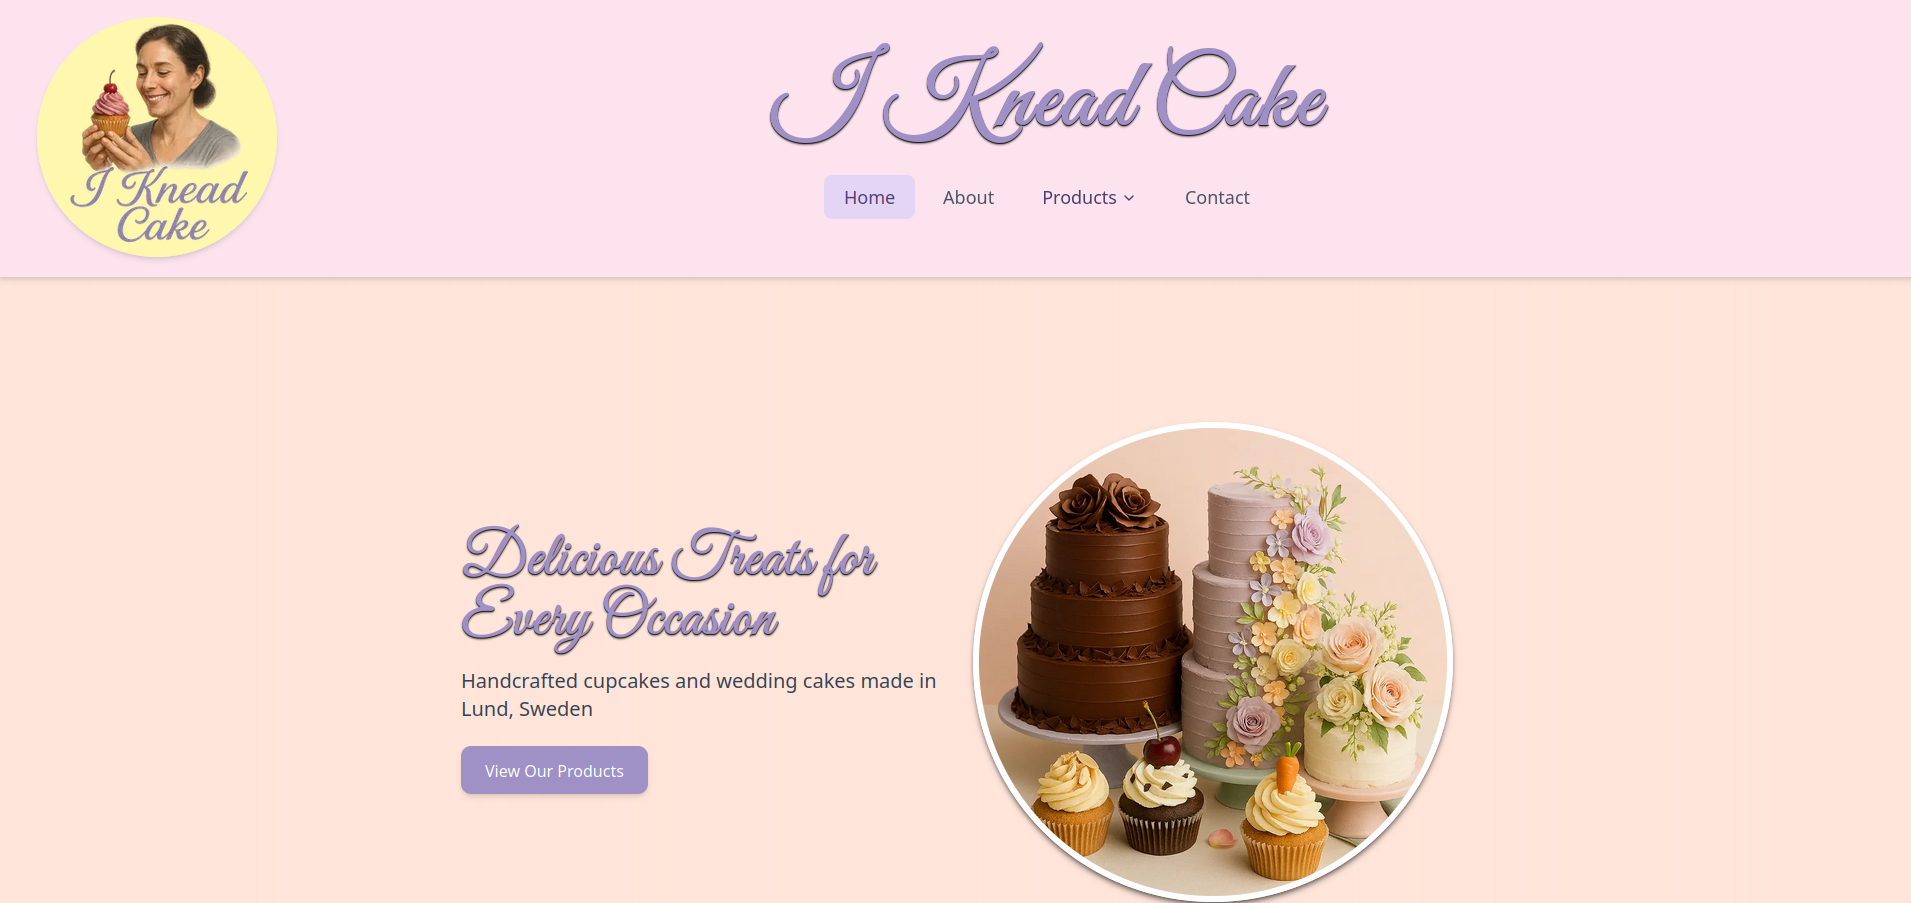 I Knead
Cake
I Knead Cake
Home About Products Contact
Delicious Treats for
Every Occasion
Handcrafted cupcakes and wedding cakes made in
Lund, Sweden
View Our Products